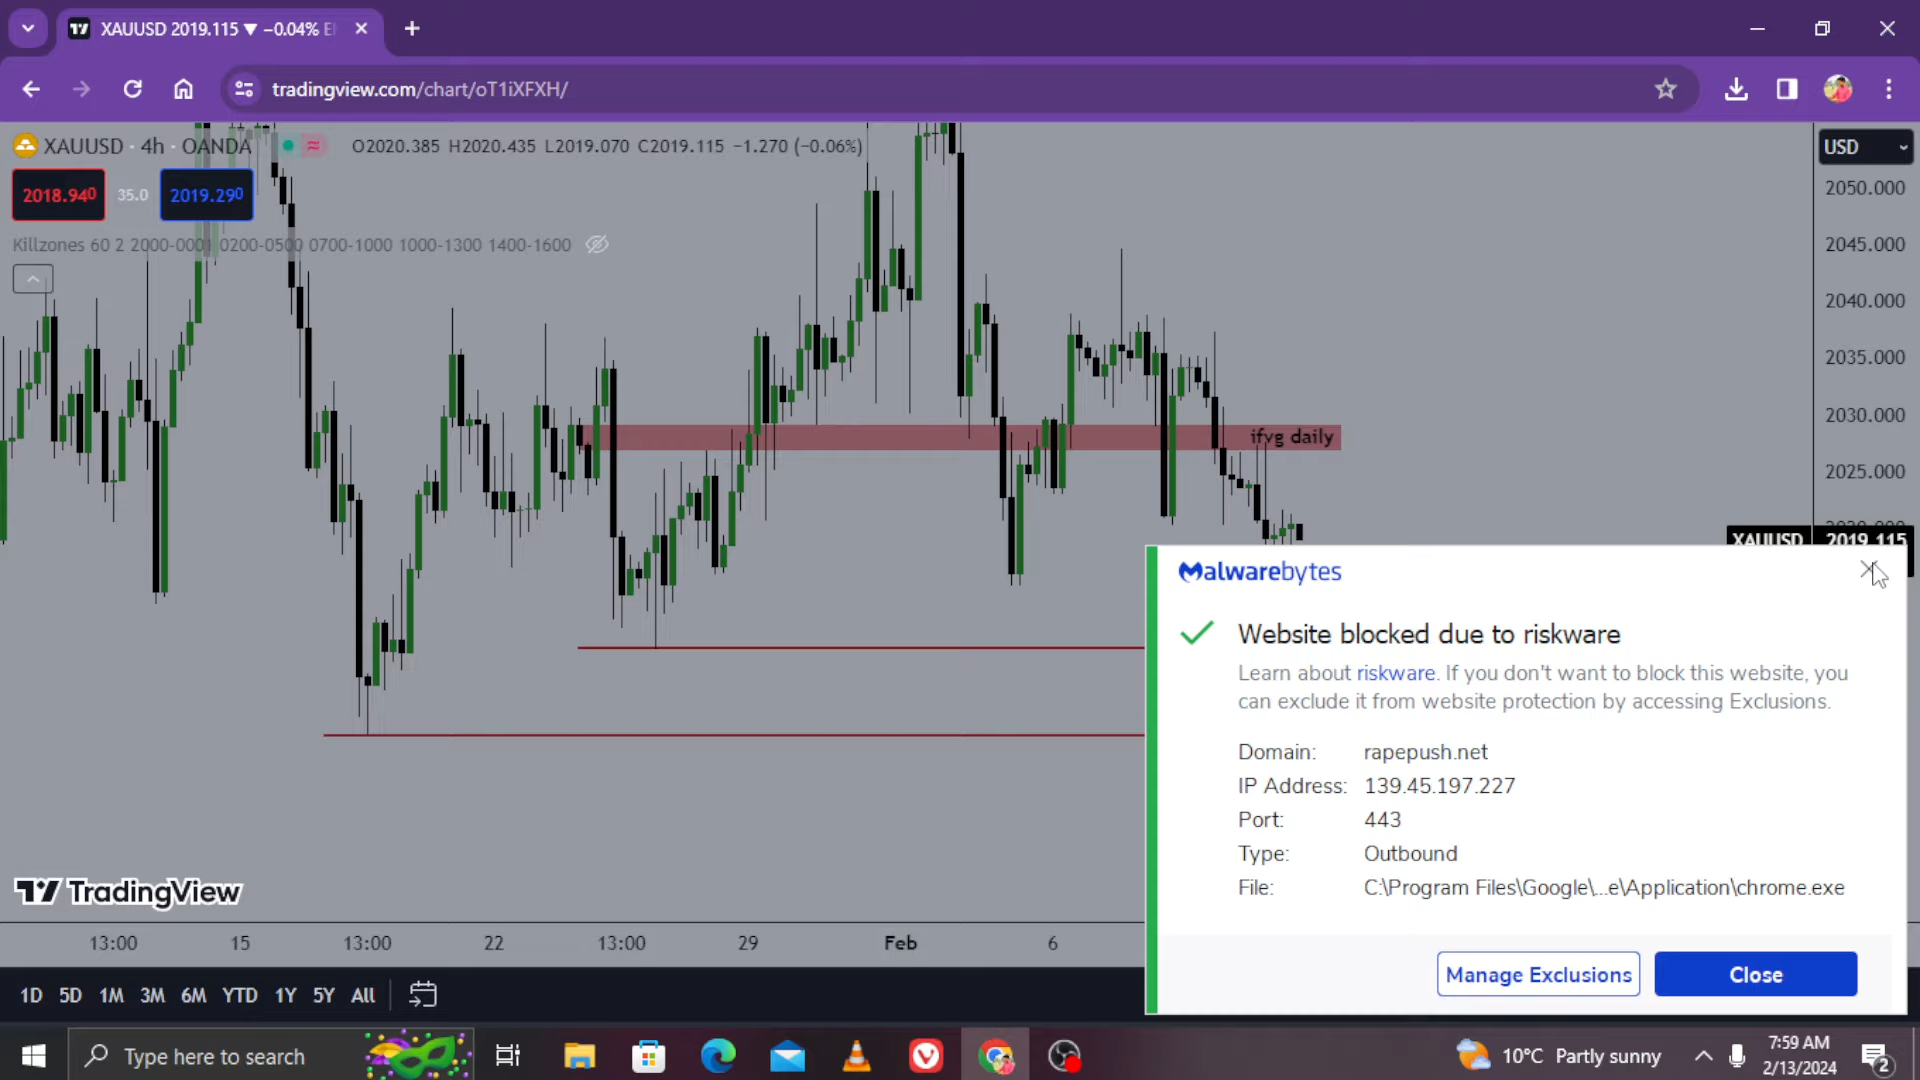 XAUUSD 2019.115 ▼ −0.04%
tradingview.com/chart/oT1iXFXH/
XAUUSD · 4h · OANDA O2020.385 H2020.435 L2019.070 C2019.115 −1.270 (−0.06%)
USD
2018.940 35.0 2019.290
Killzones 60 2 2000-0001 0200-0500 0700-1000 1000-1300 1400-1600
2050.000
2045.000
2040.000
2035.000
2030.000
2025.000
ifvg daily
XAUUSD 2019.115
Malwarebytes
Website blocked due to riskware
Learn about riskware. If you don't want to block this website, you
can exclude it from website protection by accessing Exclusions.
Domain: rapepush.net
IP Address: 139.45.197.227
Port: 443
Type: Outbound
File: C:\Program Files\Google\...e\Application\chrome.exe
Manage Exclusions Close
TradingView
13:00 15 13:00 22 13:00 29 Feb 6
1D 5D 1M 3M 6M YTD 1Y 5Y All
Type here to search
10°C Partly sunny
7:59 AM
2/13/2024
2